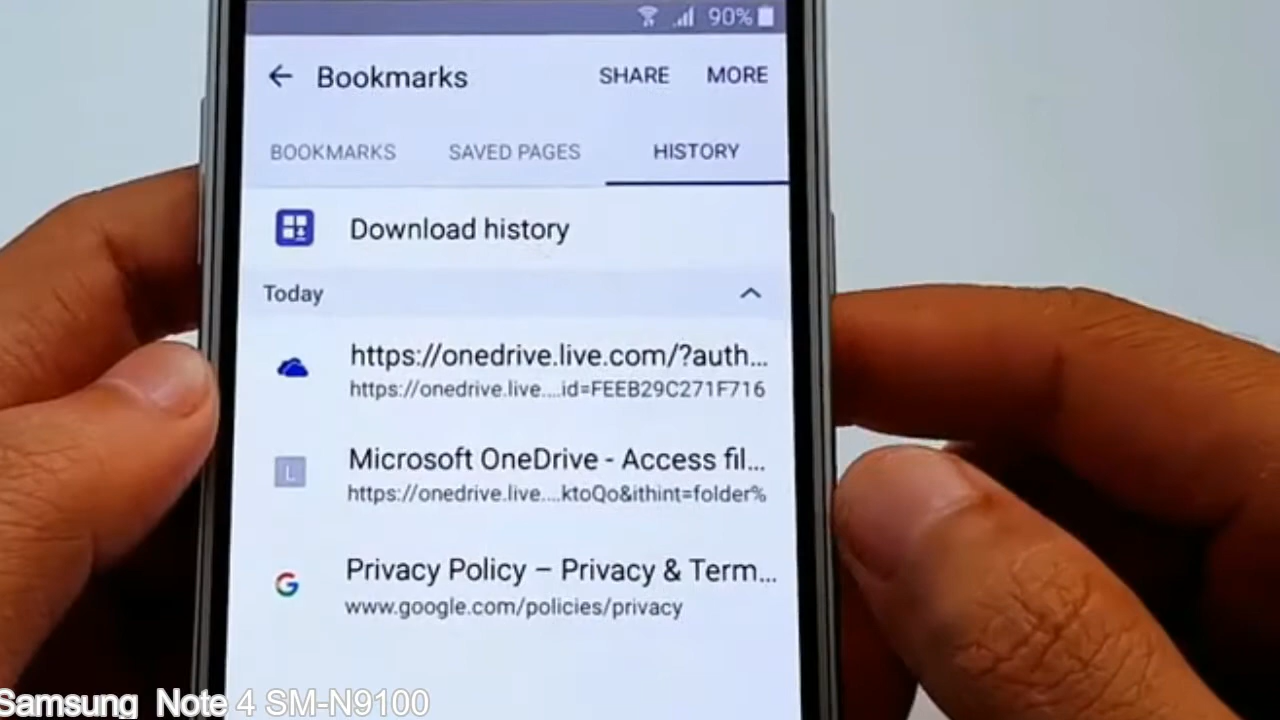 90%
Bookmarks SHARE MORE
BOOKMARKS SAVED PAGES HISTORY
Download history
Today
https://onedrive.live.com/?auth...
https://onedrive.live....id=FEEB29C271F716
L
Microsoft OneDrive - Access fil...
https://onedrive.live....ktoQo&ithint=folder%
G
Privacy Policy – Privacy & Term...
www.google.com/policies/privacy
Samsung Note 4 SM-N9100